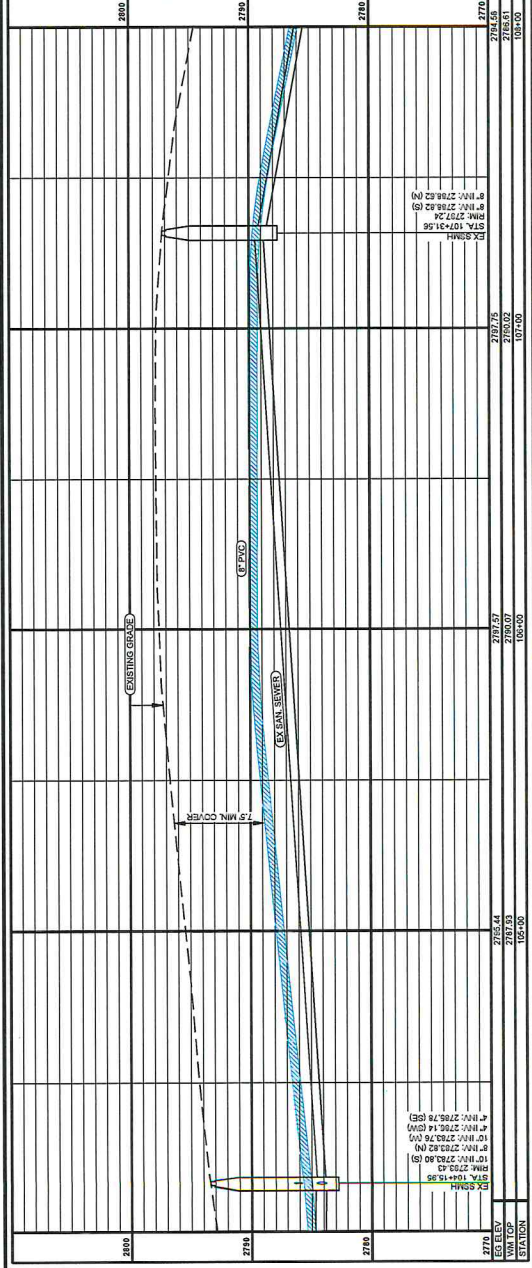 2800
2790
2780
EXISTING GRADE
7.5' MIN. COVER
8" PVC
EX SAN. SEWER
EX SSMH
STA. 104+15.95
RIM: 2793.43
10" INV: 2783.80 (S)
8" INV: 2783.82 (N)
10" INV: 2783.76 (W)
4" INV: 2786.14 (SW)
4" INV: 2785.78 (SE)
EX SSMH
STA. 107+31.56
RIM: 2797.24
8" INV: 2788.82 (S)
8" INV: 2788.62 (N)
2800
2790
2780
2770
EG ELEV 2795.44 2797.57 2797.75 2794.58
WM TOP 2787.93 2790.07 2790.02 2786.61
STATION 105+00 106+00 107+00 108+00